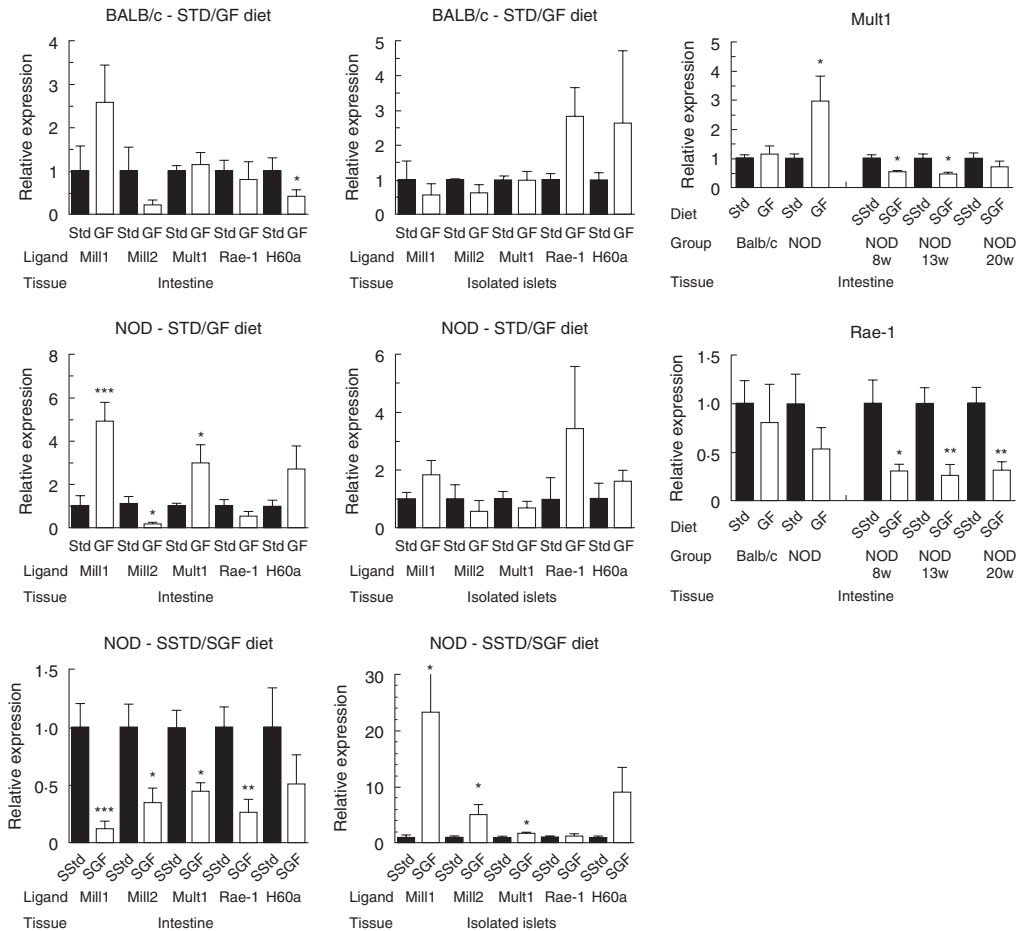 BALB/c - STD/GF diet
Relative expression
4
3
2
1
0
*
Std GF Std GF Std GF Std GF Std GF
Ligand Mill1 Mill2 Mult1 Rae-1 H60a
Tissue Intestine
BALB/c - STD/GF diet
Relative expression
5
4
3
2
1
0
Std GF Std GF Std GF Std GF Std GF
Mill1 Mill2 Mult1 Rae-1 H60a
Isolated islets
Mult1
Relative expression
5
4
3
2
1
0
* * *
Diet Std GF Std GF SStd SGF SStd SGF SStd SGF
Group Balb/c NOD NOD NOD NOD
8w 13w 20w
Tissue Intestine
NOD - STD/GF diet
Relative expression
8
6
4
2
0
*** * *
Std GF Std GF Std GF Std GF Std GF
Ligand Mill1 Mill2 Mult1 Rae-1 H60a
Tissue Intestine
NOD - STD/GF diet
Relative expression
6
4
2
0
Std GF Std GF Std GF Std GF Std GF
Mill1 Mill2 Mult1 Rae-1 H60a
Isolated islets
Rae-1
Relative expression
1·5
1·0
0·5
0
* ** **
Diet Std GF Std GF SStd SGF SStd SGF SStd SGF
Group Balb/c NOD NOD NOD NOD
8w 13w 20w
Tissue Intestine
NOD - SSTD/SGF diet
Relative expression
1·5
1·0
0·5
0
*** * * **
SStd SGF SStd SGF SStd SGF SStd SGF SStd SGF
Ligand Mill1 Mill2 Mult1 Rae-1 H60a
Tissue Intestine
NOD - SSTD/SGF diet
Relative expression
30
20
10
0
* * *
SStd SGF SStd SGF SStd SGF SStd SGF SStd SGF
Ligand Mill1 Mill2 Mult1 Rae-1 H60a
Tissue Isolated islets